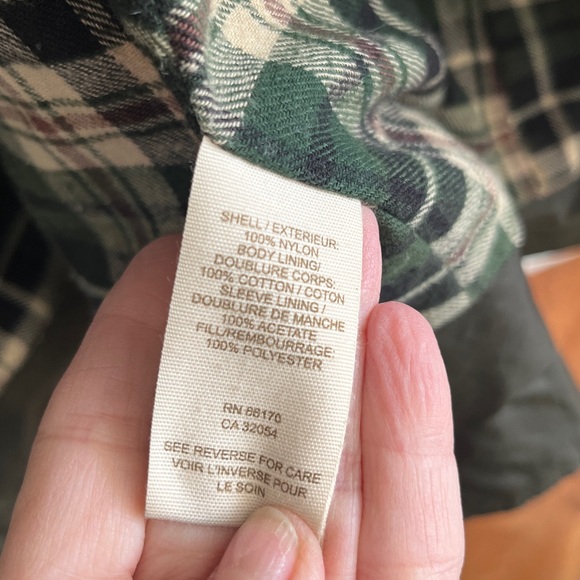 SHELL / EXTERIEUR:
100% NYLON
BODY LINING/
DOUBLURE CORPS:
100% COTTON / COTON
SLEEVE LINING /
DOUBLURE DE MANCHE
100% ACETATE
FILL/REMBOURRAGE:
100% POLYESTER
RN 66170
CA 32054
SEE REVERSE FOR CARE
VOIR L'INVERSE POUR
LE SOIN